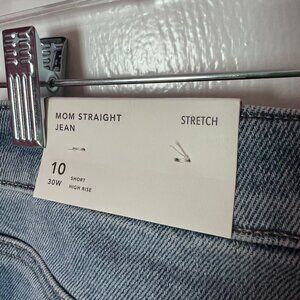 MOM STRAIGHT
JEAN
STRETCH
10
30W
SHORT
HIGH RISE